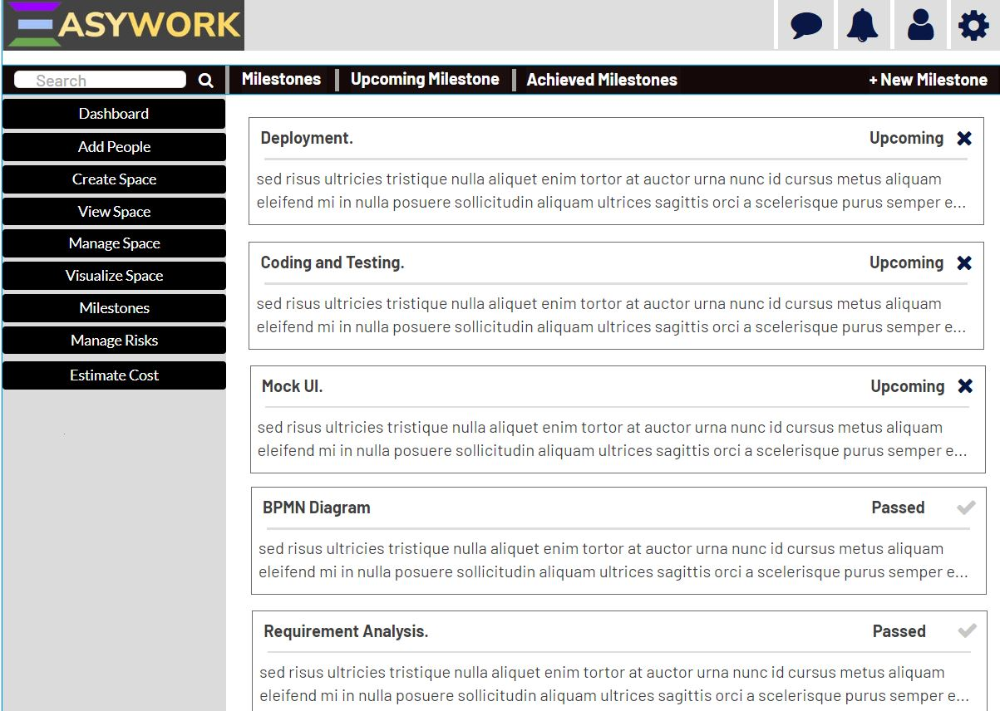 EASYWORK
Search
Milestones
Upcoming Milestone
Achieved Milestones
+ New Milestone
Dashboard
Add People
Create Space
View Space
Manage Space
Visualize Space
Milestones
Manage Risks
Estimate Cost
Deployment.
Upcoming
sed risus ultricies tristique nulla aliquet enim tortor at auctor urna nunc id cursus metus aliquam
eleifend mi in nulla posuere sollicitudin aliquam ultrices sagittis orci a scelerisque purus semper e...
Coding and Testing.
Upcoming
sed risus ultricies tristique nulla aliquet enim tortor at auctor urna nunc id cursus metus aliquam
eleifend mi in nulla posuere sollicitudin aliquam ultrices sagittis orci a scelerisque purus semper e...
Mock UI.
Upcoming
sed risus ultricies tristique nulla aliquet enim tortor at auctor urna nunc id cursus metus aliquam
eleifend mi in nulla posuere sollicitudin aliquam ultrices sagittis orci a scelerisque purus semper e...
BPMN Diagram
Passed
sed risus ultricies tristique nulla aliquet enim tortor at auctor urna nunc id cursus metus aliquam
eleifend mi in nulla posuere sollicitudin aliquam ultrices sagittis orci a scelerisque purus semper e...
Requirement Analysis.
Passed
sed risus ultricies tristique nulla aliquet enim tortor at auctor urna nunc id cursus metus aliquam
eleifend mi in nulla posuere sollicitudin aliquam ultrices sagittis orci a scelerisque purus semper e...